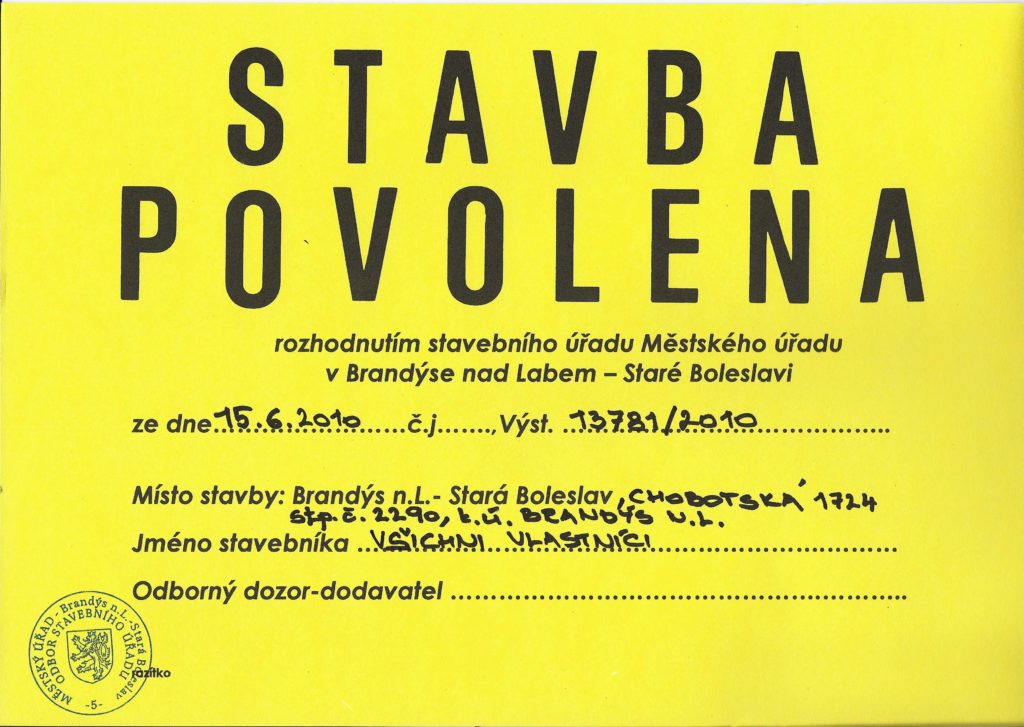 STAVBA
POVOLENA
rozhodnutím stavebního úřadu Městského úřadu
v Brandýse nad Labem – Staré Boleslavi
ze dne 15.6.2010 č.j. , Výst. 13781/2010
Místo stavby: Brandýs n.L.- Stará Boleslav, CHOBOTSKÁ 1724
stp.č. 2290, k.ú. BRANDÝS N.L.
Jméno stavebníka VŠICHNI VLASTNÍCI
Odborný dozor-dodavatel
MĚSTSKÝ ÚŘAD - Brandýs n.L.-Stará Boleslav
ODBOR STAVEBNÍHO ÚŘADU
-5-
razítko